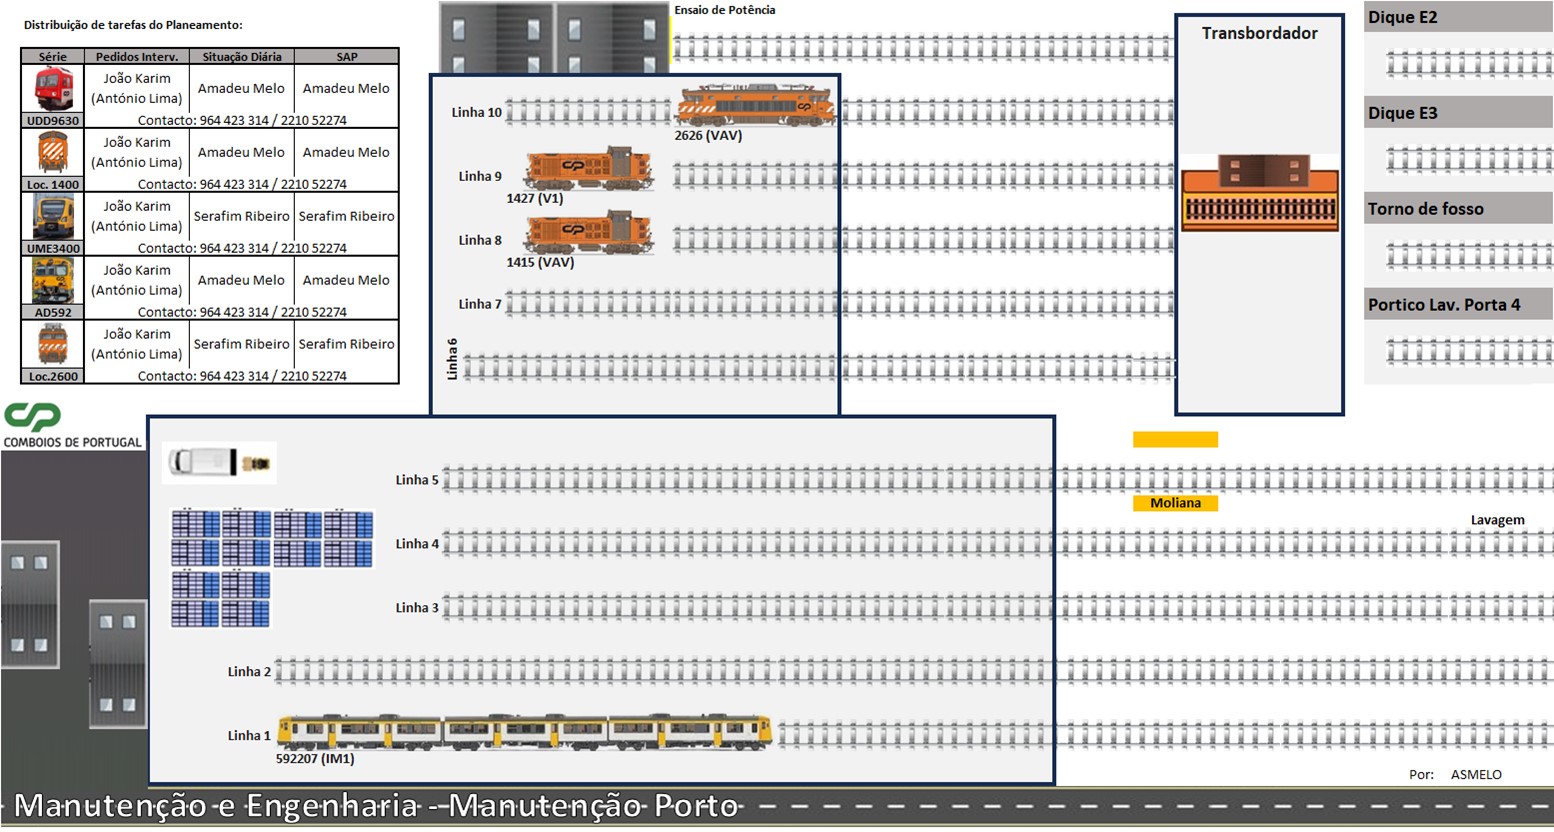 Distribuição de tarefas do Planeamento:
Série Pedidos Interv. Situação Diária SAP
João Karim
(António Lima) Amadeu Melo Amadeu Melo
UDD9630 Contacto: 964 423 314 / 2210 52274
João Karim
(António Lima) Amadeu Melo Amadeu Melo
Loc. 1400 Contacto: 964 423 314 / 2210 52274
João Karim
(António Lima) Serafim Ribeiro Serafim Ribeiro
UME3400 Contacto: 964 423 314 / 2210 52274
João Karim
(António Lima) Amadeu Melo Amadeu Melo
AD592 Contacto: 964 423 314 / 2210 52274
João Karim
(António Lima) Serafim Ribeiro Serafim Ribeiro
Loc.2600 Contacto: 964 423 314 / 2210 52274
CP
COMBOIOS DE PORTUGAL
Ensaio de Potência
Linha 10
2626 (VAV)
Linha 9
1427 (V1)
Linha 8
1415 (VAV)
Linha 7
Linha 6
Transbordador
Dique E2
Dique E3
Torno de fosso
Portico Lav. Porta 4
Linha 5
Moliana
Lavagem
Linha 4
Linha 3
Linha 2
Linha 1
592207 (IM1)
Por: ASMELO
Manutenção e Engenharia - Manutenção Porto